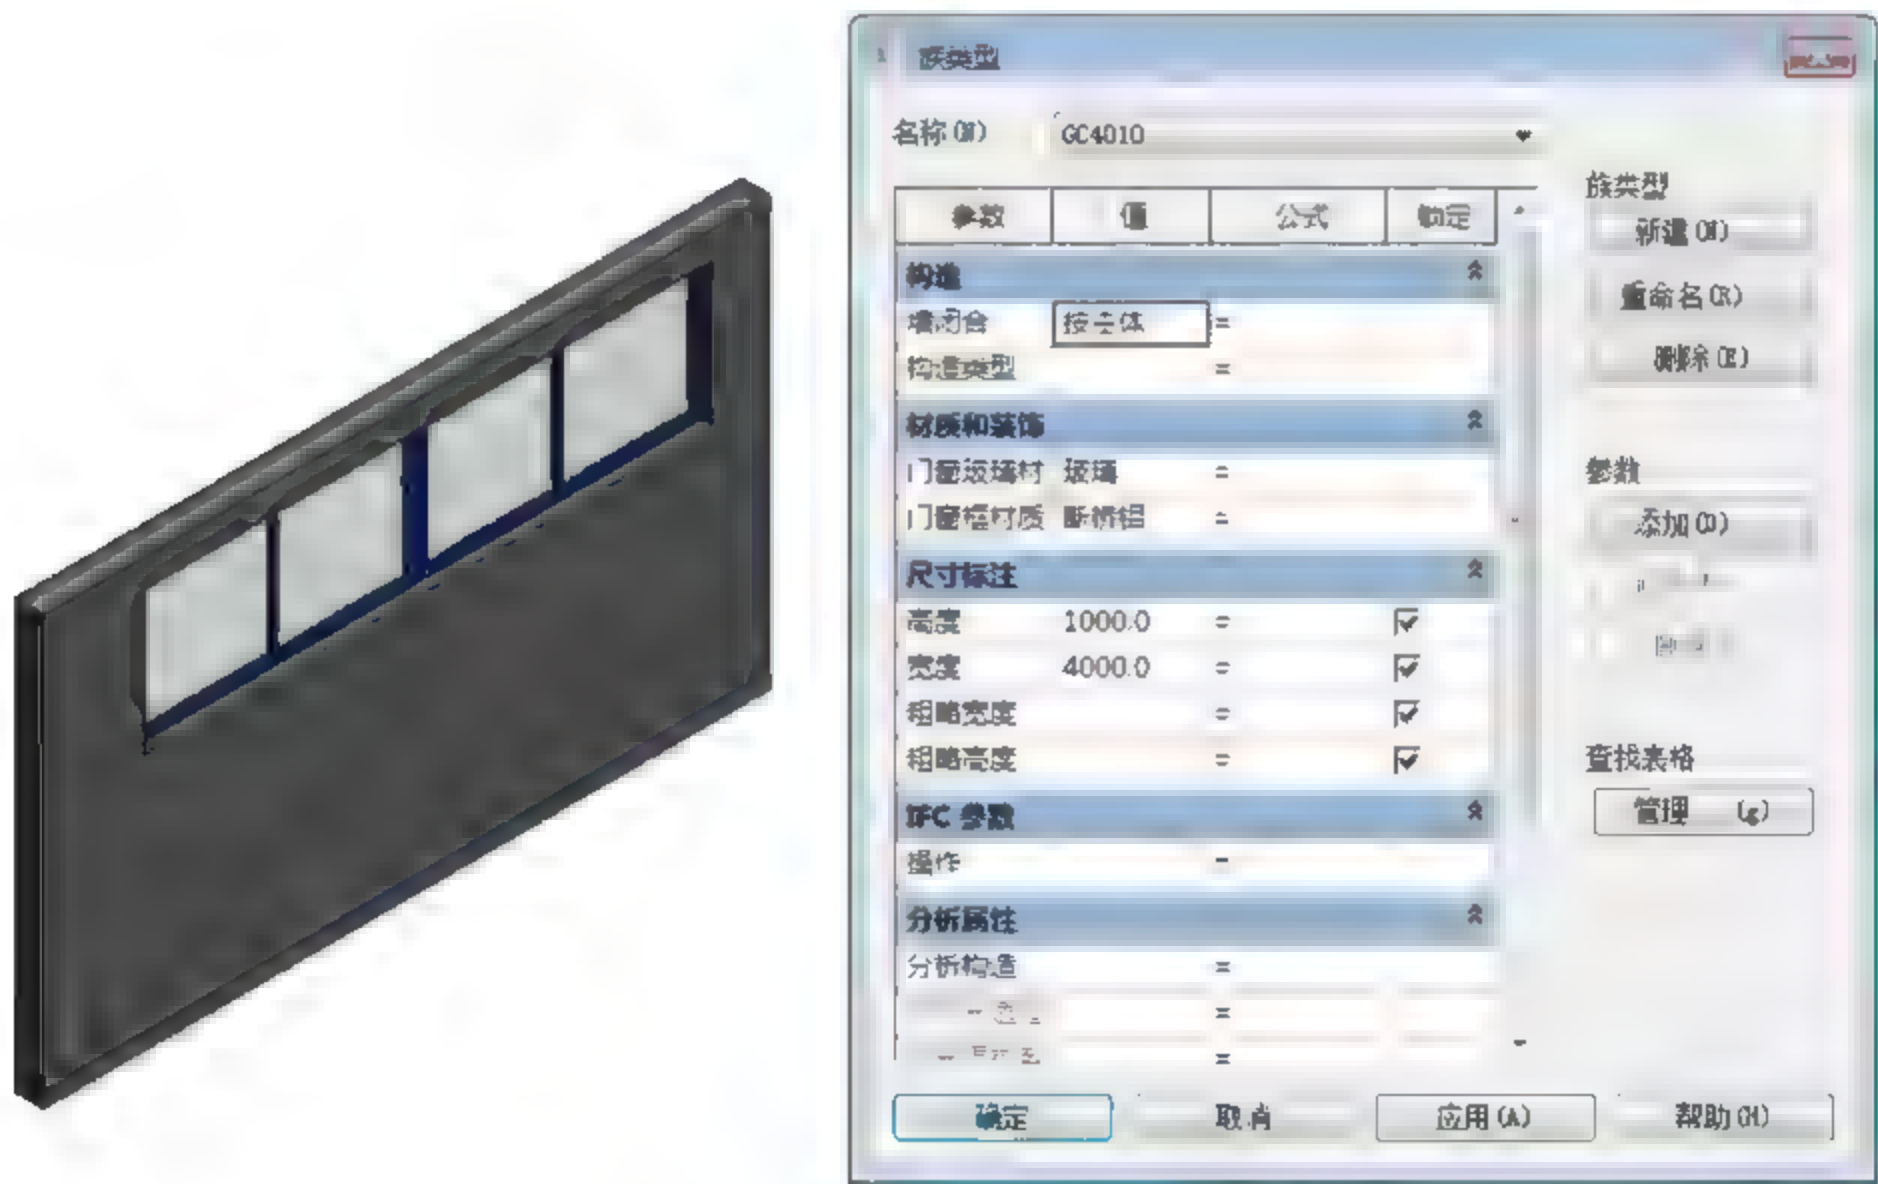 族类型
名称(N)
GC4010
参数 值 公式 锁定
构造
墙闭合 按主体 =
构造类型 =
材质和装饰
门窗玻璃材 玻璃 =
门窗框材质 断桥铝 =
尺寸标注
高度 1000.0 =
宽度 4000.0 =
粗略宽度 =
粗略高度 =
IFC 参数
操作 =
分析属性
分析构造 =
=
=
族类型
新建(N)
重命名(R)
删除(E)
参数
添加(D)
查找表格
管理 (G)
确定
取消
应用(A)
帮助(H)